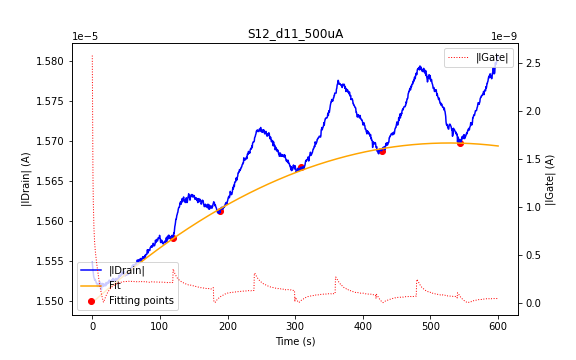 S12_d11_500uA
1e−5
1e−9
1.580
1.575
1.570
1.565
1.560
1.555
1.550
||IDrain| (A)
2.5
2.0
1.5
1.0
0.5
0.0
||IGate| (A)
|IGate|
|IDrain|
Fit
Fitting points
0
100
200
300
400
500
600
Time (s)